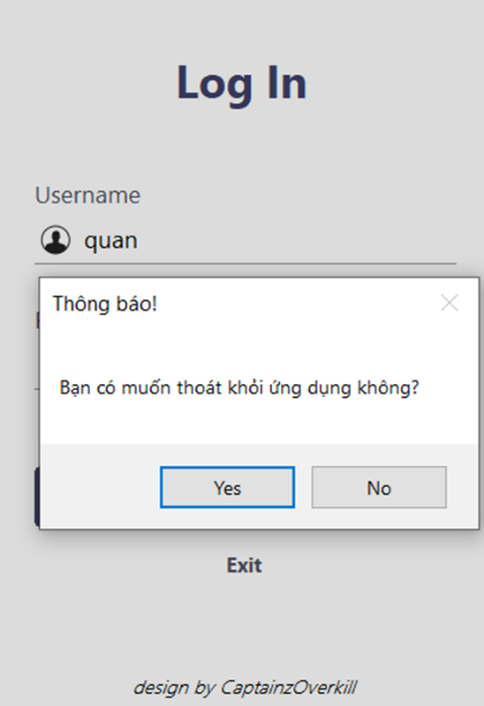 Log In
Username
quan
Thông báo!
Bạn có muốn thoát khỏi ứng dụng không?
Yes No
Exit
design by CaptainzOverkill